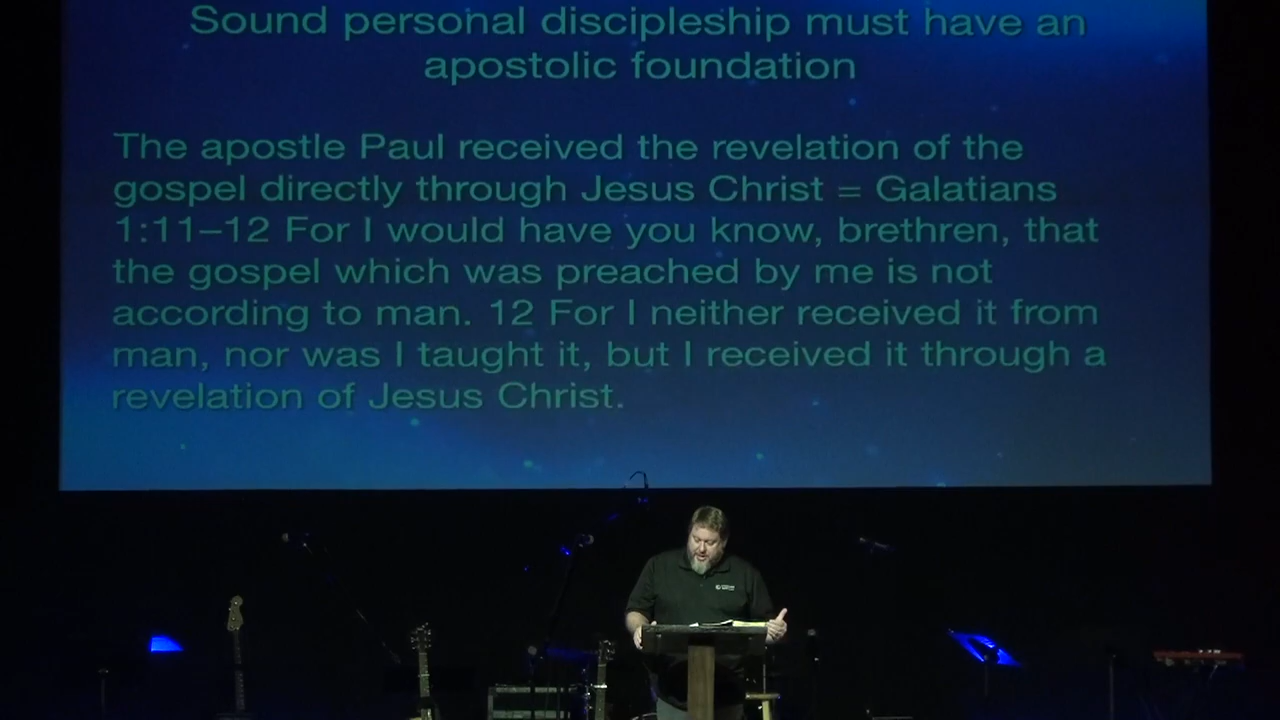 Sound personal discipleship must have an
apostolic foundation
The apostle Paul received the revelation of the
gospel directly through Jesus Christ = Galatians
1:11–12 For I would have you know, brethren, that
the gospel which was preached by me is not
according to man. 12 For I neither received it from
man, nor was I taught it, but I received it through a
revelation of Jesus Christ.